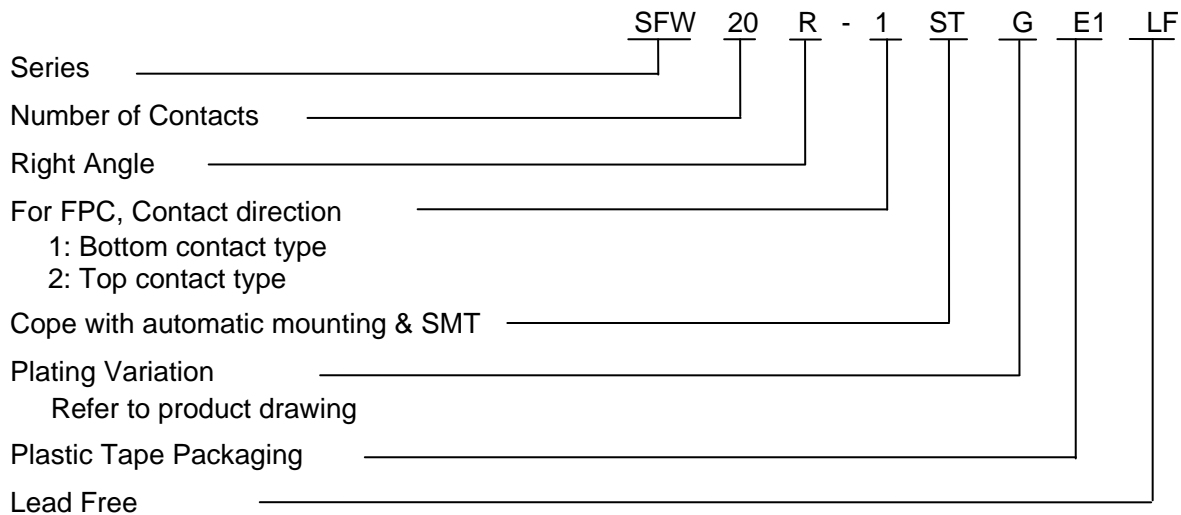 SFW 20 R - 1 ST G E1 LF
Series
Number of Contacts
Right Angle
For FPC, Contact direction
1: Bottom contact type
2: Top contact type
Cope with automatic mounting & SMT
Plating Variation
Refer to product drawing
Plastic Tape Packaging
Lead Free